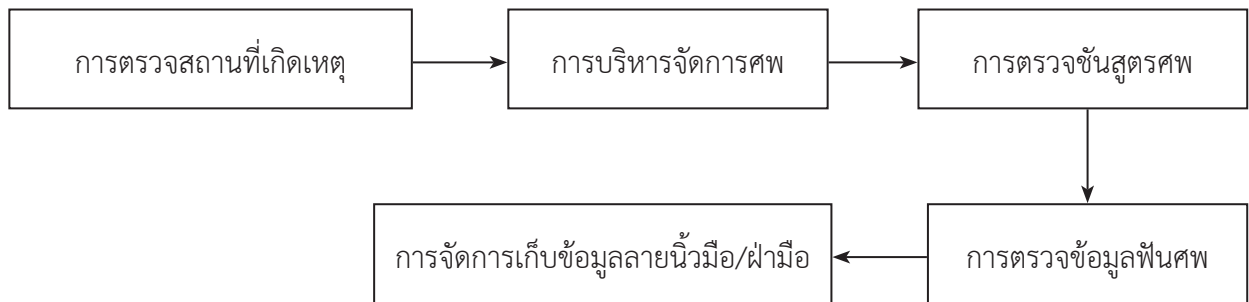 การตรวจสถานที่เกิดเหตุ
การบริหารจัดการศพ
การตรวจชันสูตรศพ
การตรวจข้อมูลฟันศพ
การจัดการเก็บข้อมูลลายนิ้วมือ/ฝ่ามือ